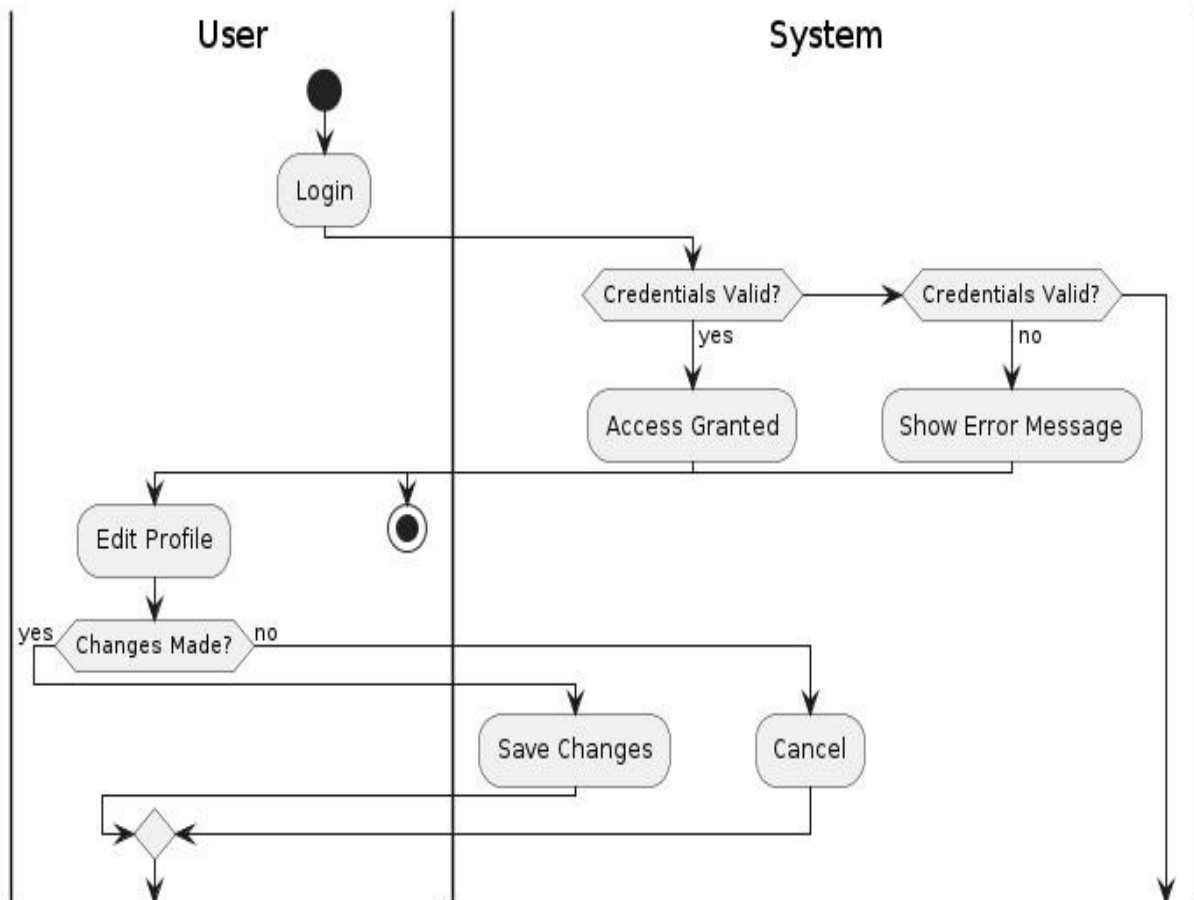 User
System
Login
Credentials Valid?
Credentials Valid?
yes
no
Access Granted
Show Error Message
Edit Profile
yes
Changes Made?
no
Save Changes
Cancel